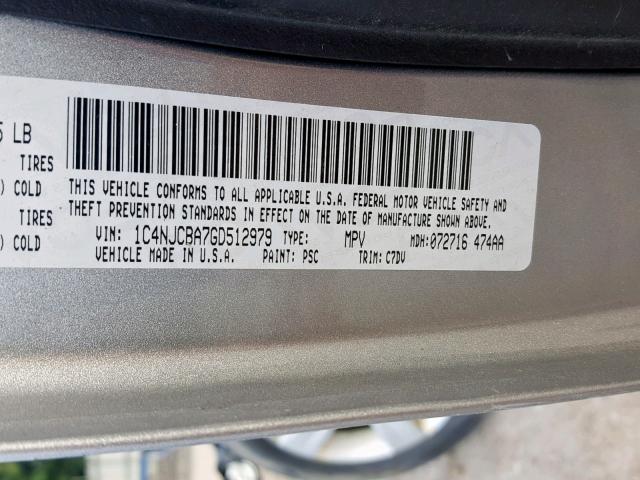 5 LB
TIRES
) COLD
TIRES
) COLD
THIS VEHICLE CONFORMS TO ALL APPLICABLE U.S.A. FEDERAL MOTOR VEHICLE SAFETY AND
THEFT PREVENTION STANDARDS IN EFFECT ON THE DATE OF MANUFACTURE SHOWN ABOVE.
VIN: 1C4NJCBA7GD512979 TYPE: MPV MDH:072716 474AA
VEHICLE MADE IN U.S.A. PAINT: PSC TRIM: C7DV